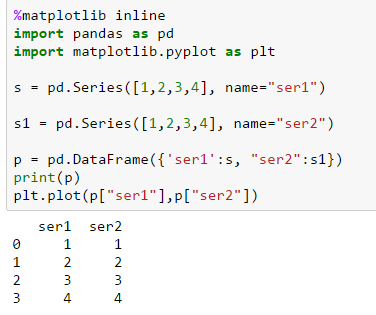 %matplotlib inline
import pandas as pd
import matplotlib.pyplot as plt
s = pd.Series([1,2,3,4], name="ser1")
s1 = pd.Series([1,2,3,4], name="ser2")
p = pd.DataFrame({'ser1':s, "ser2":s1})
print(p)
plt.plot(p["ser1"],p["ser2"])
ser1 ser2
0 1 1
1 2 2
2 3 3
3 4 4